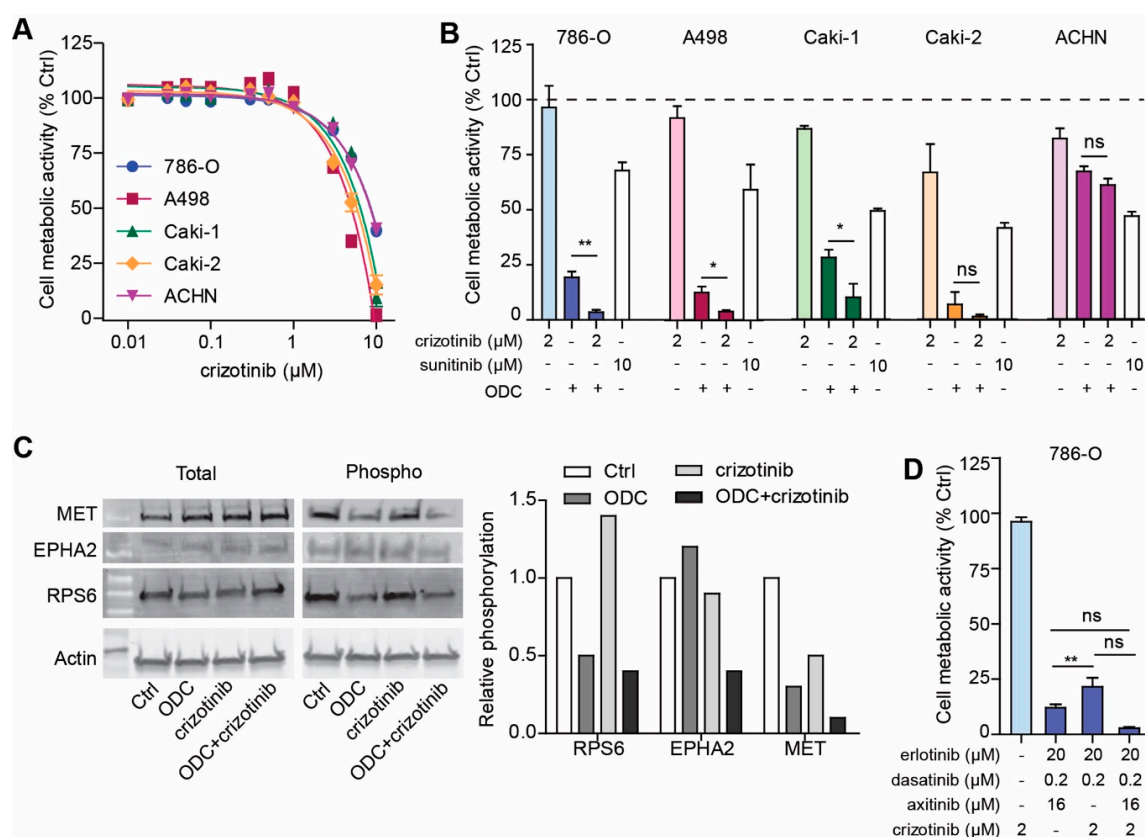 A
Cell metabolic activity (% Ctrl)
125
100
75
50
25
0
786-O
A498
Caki-1
Caki-2
ACHN
0.01 0.1 1 10
crizotinib (µM)
B
786-O A498 Caki-1 Caki-2 ACHN
Cell metabolic activity (% Ctrl)
125
100
75
50
25
0
** * * ns ns
crizotinib (µM) 2 - 2 - 2 - 2 - 2 - 2 - 2 - 2 - 2 - 2 -
sunitinib (µM) - - - 10 - - - 10 - - - 10 - - - 10 - - - 10
ODC - + + - - + + - - + + - - + + - - + + -
C
Total Phospho
MET
EPHA2
RPS6
Actin
Ctrl ODC crizotinib ODC+crizotinib Ctrl ODC crizotinib ODC+crizotinib
Ctrl crizotinib
ODC ODC+crizotinib
Relative phosphorylation
1.5
1.0
0.5
0.0
RPS6 EPHA2 MET
D
786-O
Cell metabolic activity (% Ctrl)
125
100
75
50
25
0
ns
ns
**
erlotinib (µM) - 20 20 20
dasatinib (µM) - 0.2 0.2 0.2
axitinib (µM) - 16 - 16
crizotinib (µM) 2 - 2 2